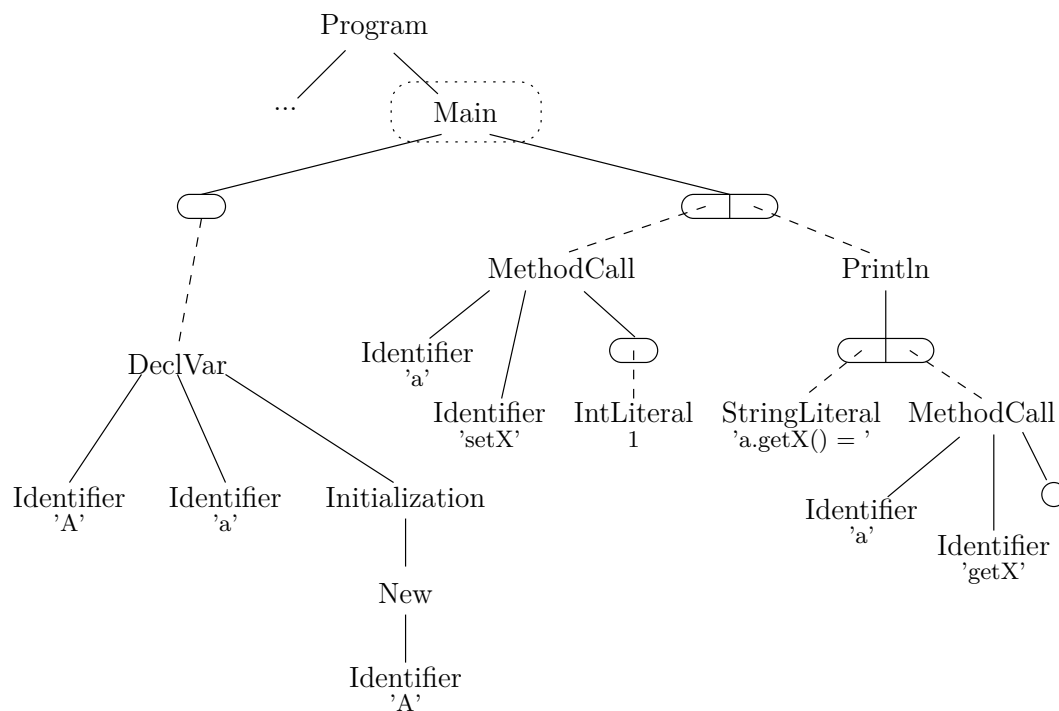 Program
...
Main
MethodCall
Println
DeclVar
Identifier
'a'
Identifier
'setX'
IntLiteral
1
StringLiteral
'a.getX() = '
MethodCall
Identifier
'A'
Identifier
'a'
Initialization
Identifier
'a'
Identifier
'getX'
New
Identifier
'A'